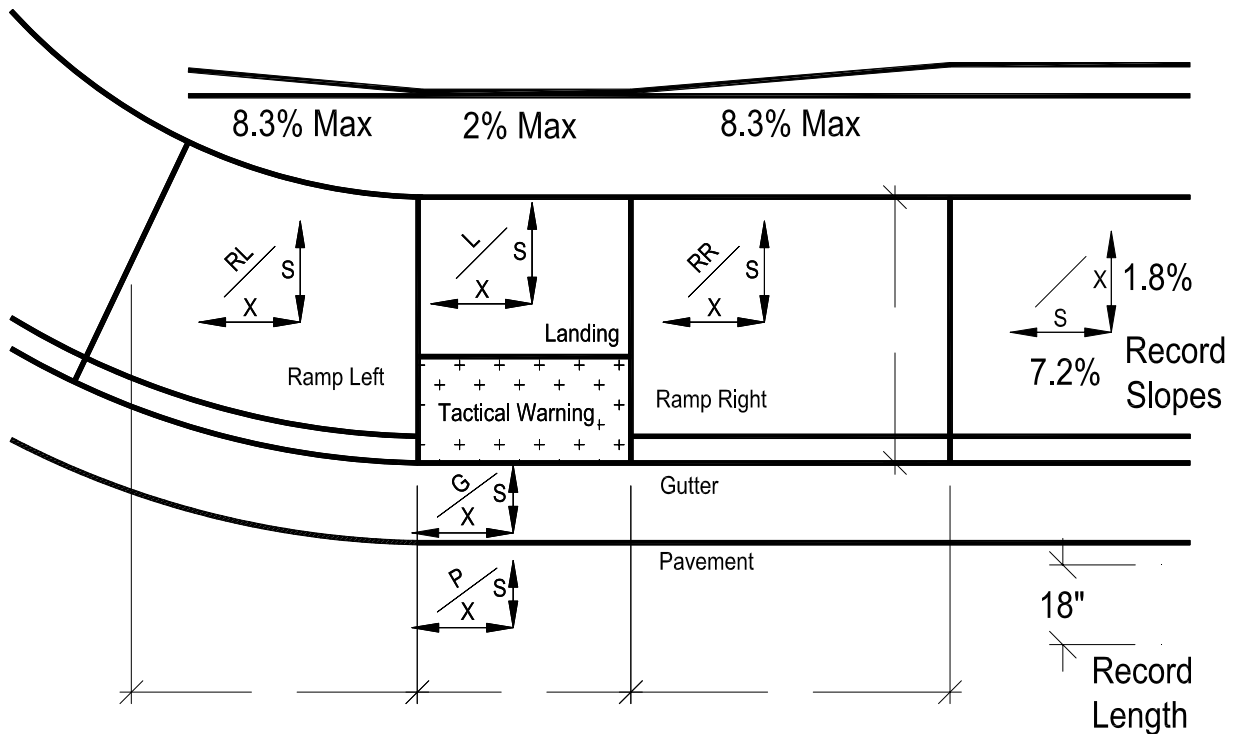 8.3% Max 2% Max 8.3% Max
RL
S
X
L
S
X
RR
S
X
X
1.8%
S
7.2%
Record
Slopes
Landing
Ramp Left
Tactical Warning
Ramp Right
G
S
X
Gutter
P
S
X
Pavement
18"
Record
Length